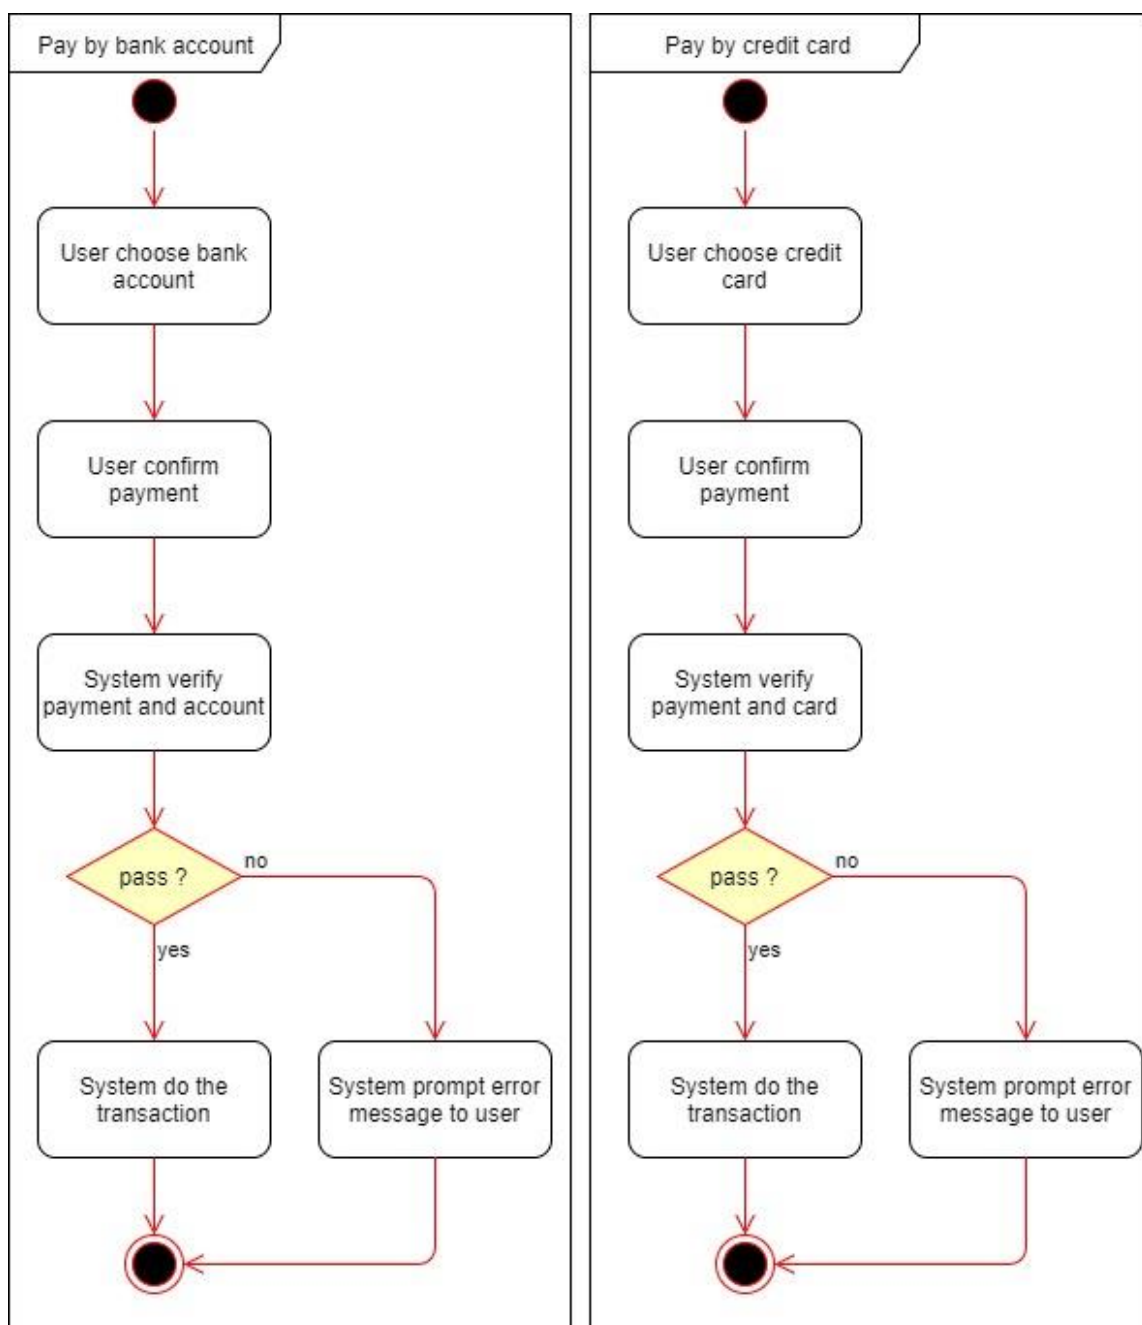 Pay by bank account
User choose bank
account
User confirm
payment
System verify
payment and account
pass ?
no
yes
System do the
transaction
System prompt error
message to user
Pay by credit card
User choose credit
card
User confirm
payment
System verify
payment and card
pass ?
no
yes
System do the
transaction
System prompt error
message to user